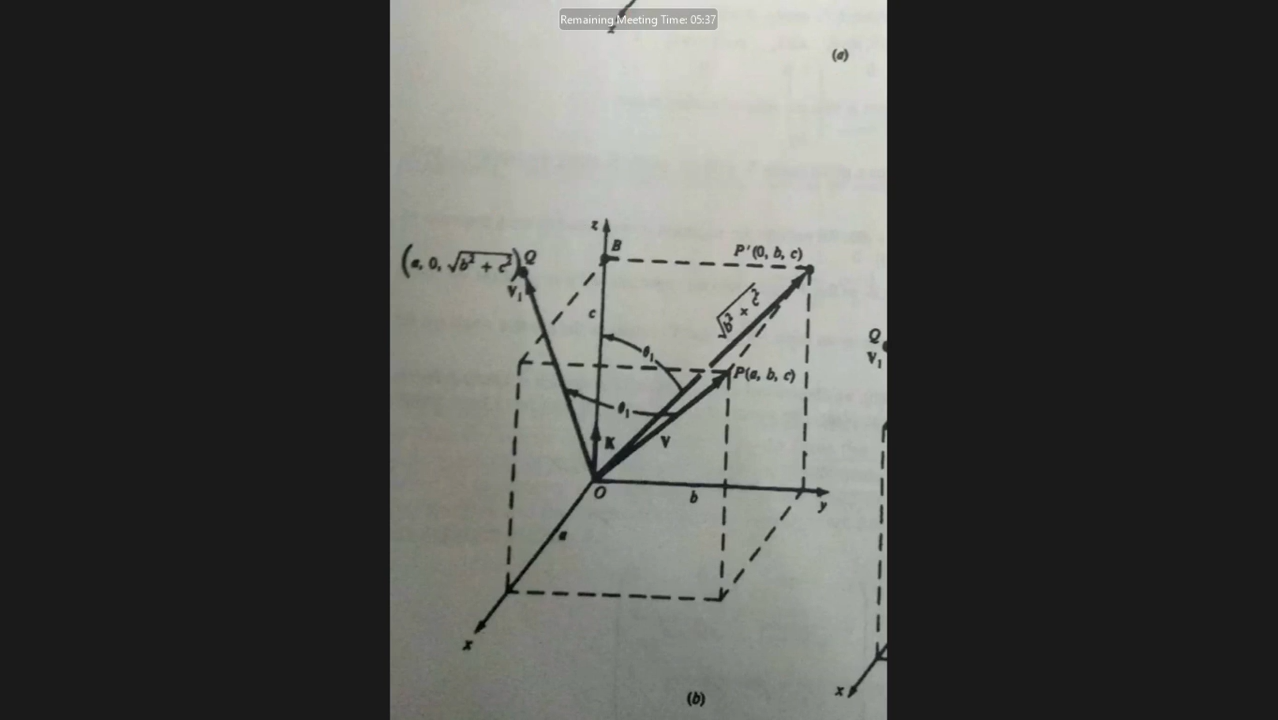 Remaining Meeting Time: 05:37
x
(a)
z
B
P'(0, b, c)
(a, 0, √b² + c²) Q
V₁
c
√b² + c²
θ₁
P(a, b, c)
θ₁
Q
V₁
K
V
O
b
y
a
x
x
(b)